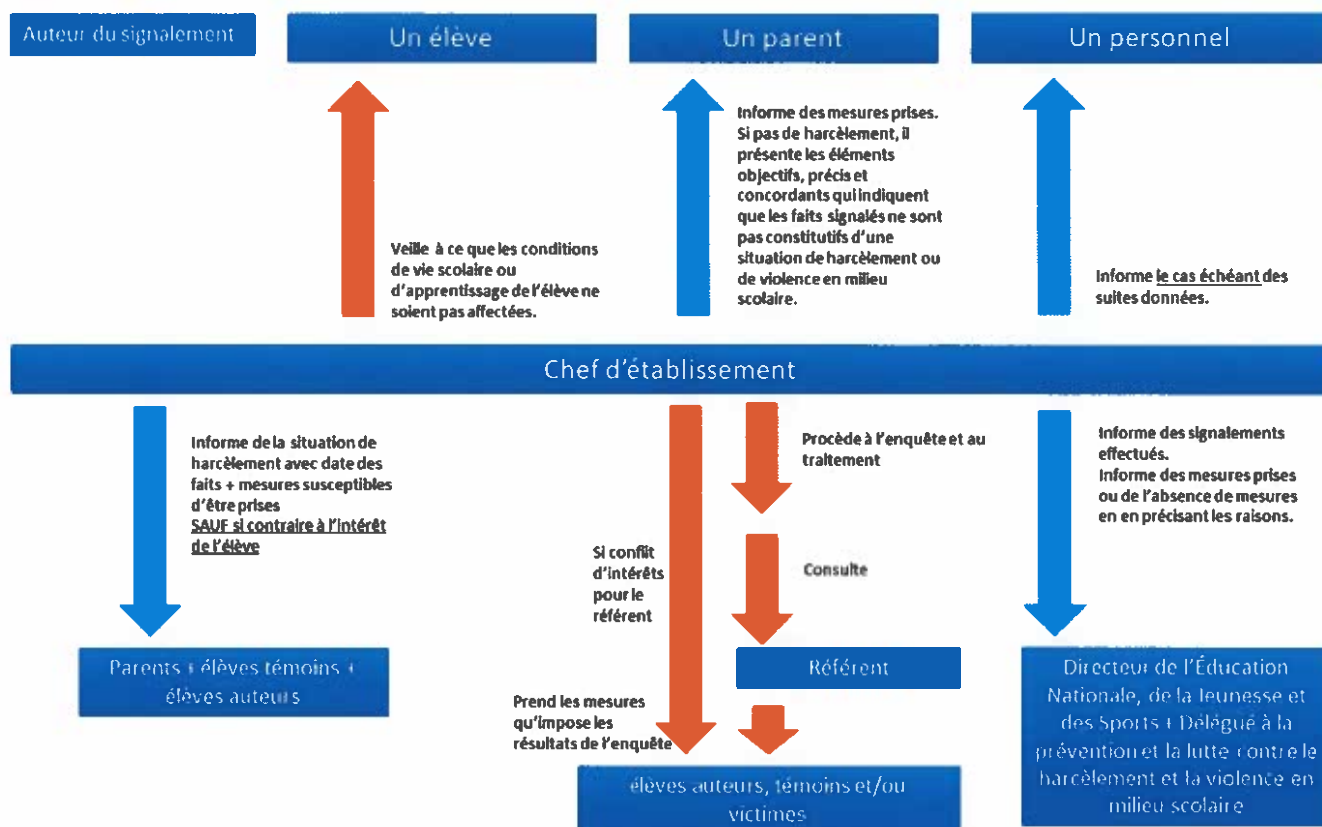 Auteur du signalement
Un élève
Un parent
Un personnel
Informe des mesures prises.
Si pas de harcèlement, il
présente les éléments
objectifs, précis et
concordants qui indiquent
que les faits signalés ne sont
pas constitutifs d'une
situation de harcèlement ou
de violence en milieu
scolaire.
Veille à ce que les conditions
de vie scolaire ou
d'apprentissage de l'élève ne
soient pas affectées.
Informe le cas échéant des
suites données.
Chef d'établissement
Informe de la situation de
harcèlement avec date des
faits + mesures susceptibles
d'être prises
SAUF si contraire à l'intérêt
de l'élève
Procède à l'enquête et au
traitement
Informe des signalements
effectués.
Informe des mesures prises
ou de l'absence de mesures
en en précisant les raisons.
Si conflit
d'intérêts
pour le
référent
Consulte
Parents + élèves témoins +
élèves auteurs
Référent
Directeur de l'Éducation
Nationale, de la Jeunesse et
des Sports + Délégué à la
prévention et la lutte contre le
harcèlement et la violence en
milieu scolaire
Prend les mesures
qu'impose les
résultats de l'enquête
élèves auteurs, témoins et/ou
victimes